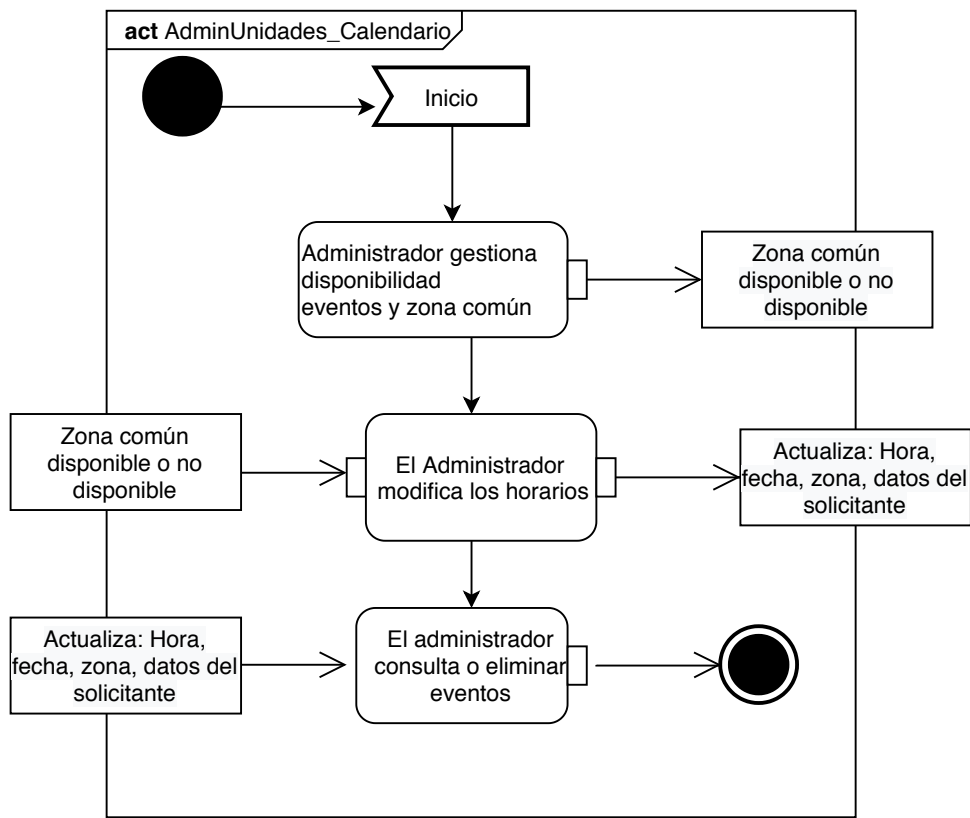 act AdminUnidades_Calendario
Inicio
Administrador gestiona
disponibilidad
eventos y zona común
Zona común
disponible o no
disponible
Zona común
disponible o no
disponible
El Administrador
modifica los horarios
Actualiza: Hora,
fecha, zona, datos del
solicitante
Actualiza: Hora,
fecha, zona, datos del
solicitante
El administrador
consulta o eliminar
eventos